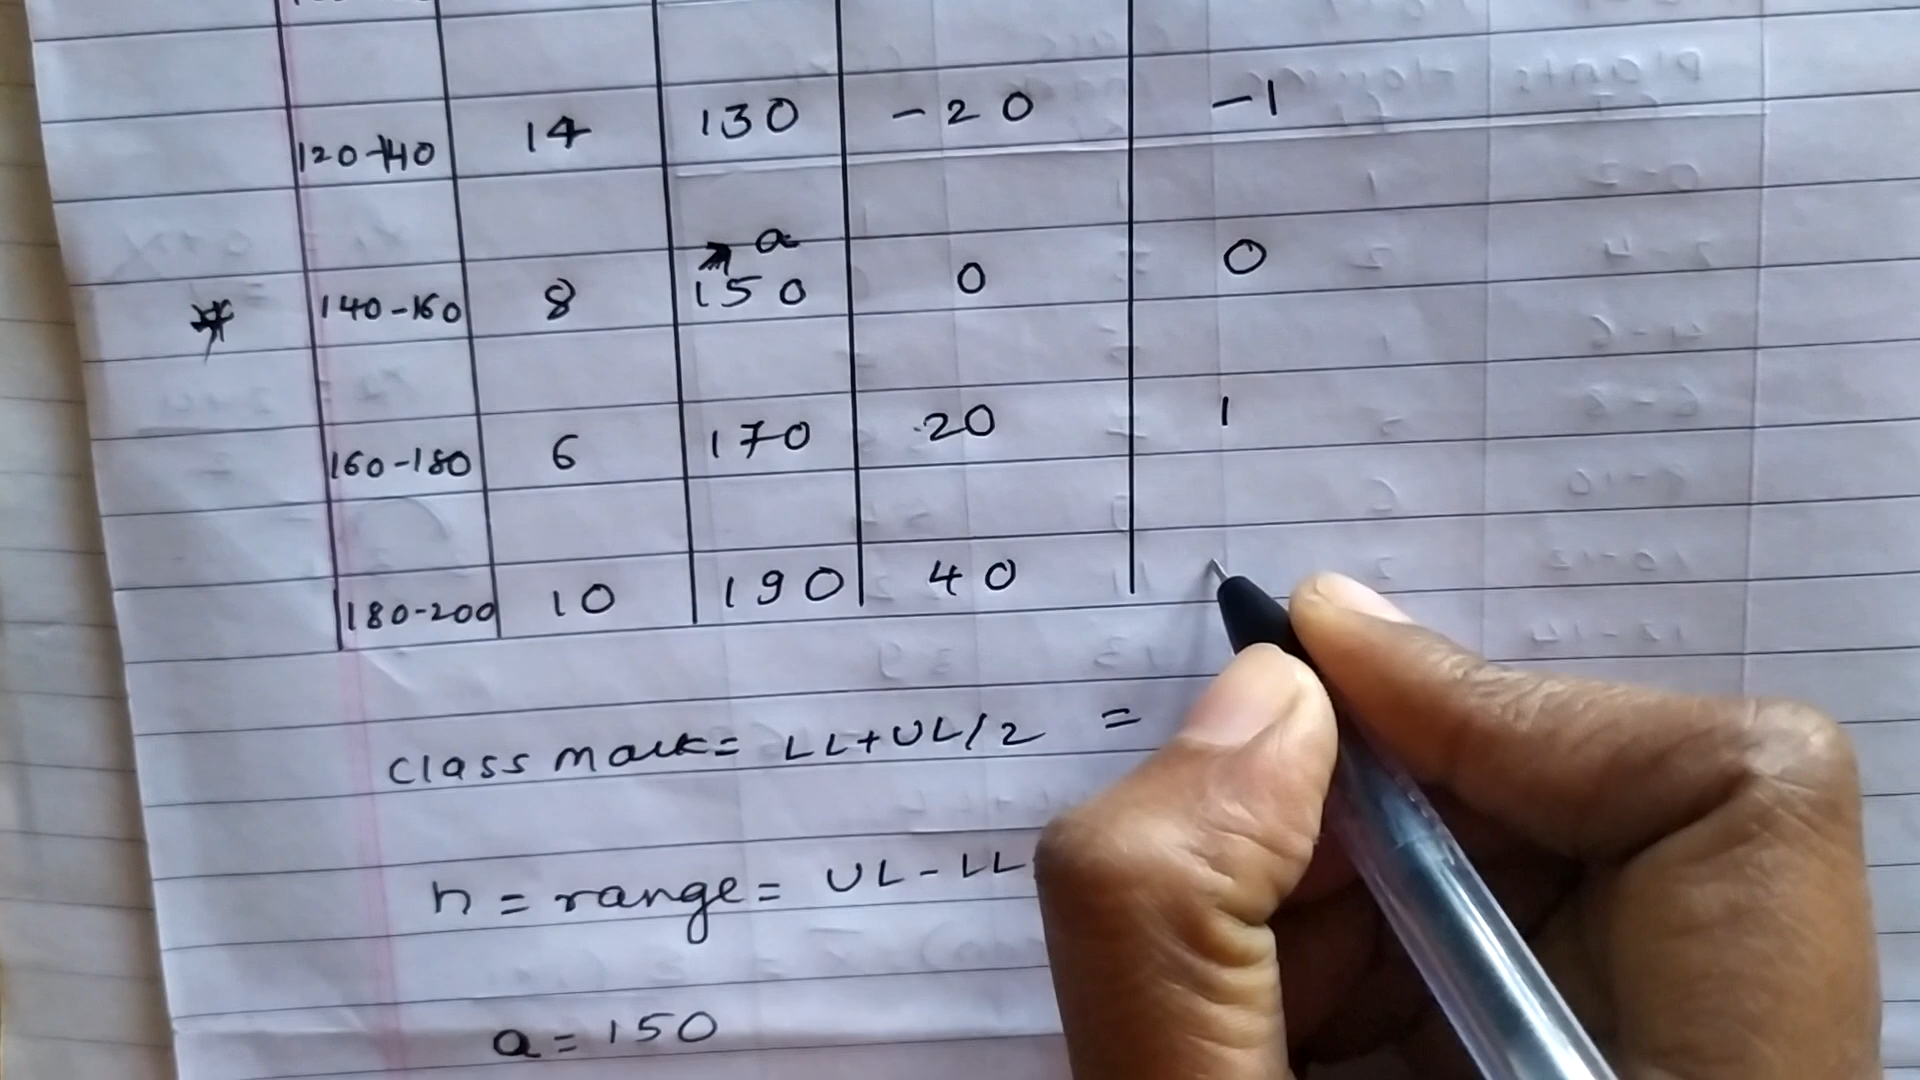 120-140 14 130 -20 -1
a
140-160 8 150 0 0
160-180 6 170 20 1
180-200 10 190 40
class mark = LL+UL/2 =
h = range = UL-LL
a = 150